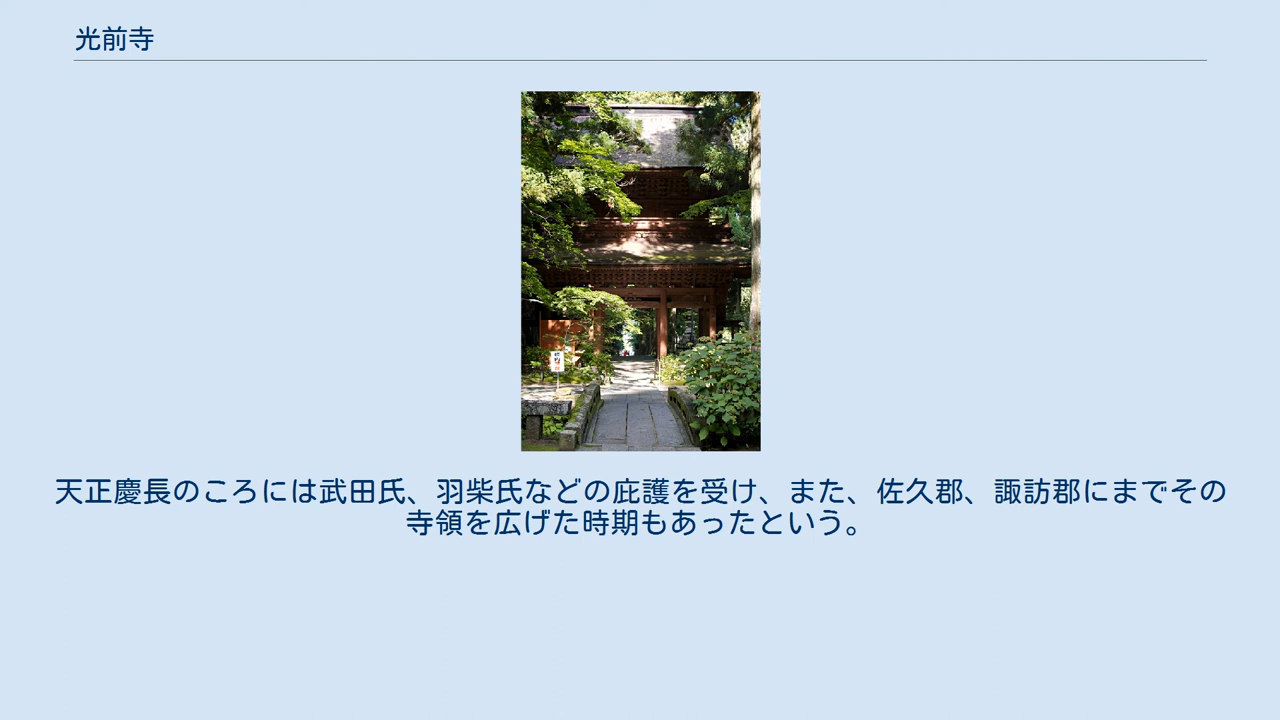 光前寺
天正慶長のころには武田氏、羽柴氏などの庇護を受け、また、佐久郡、諏訪郡にまでその
寺領を広げた時期もあったという。